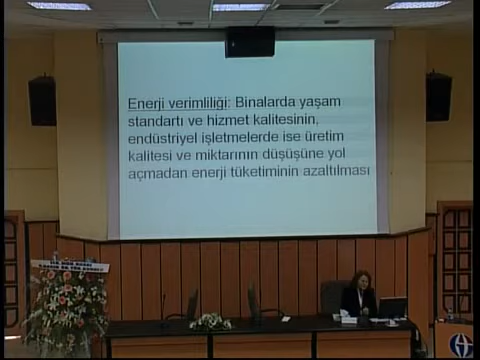 Enerji verimliliği: Binalarda yaşam
standartı ve hizmet kalitesinin,
endüstriyel işletmelerde ise üretim
kalitesi ve miktarının düşüşüne yol
açmadan enerji tüketiminin azaltılması